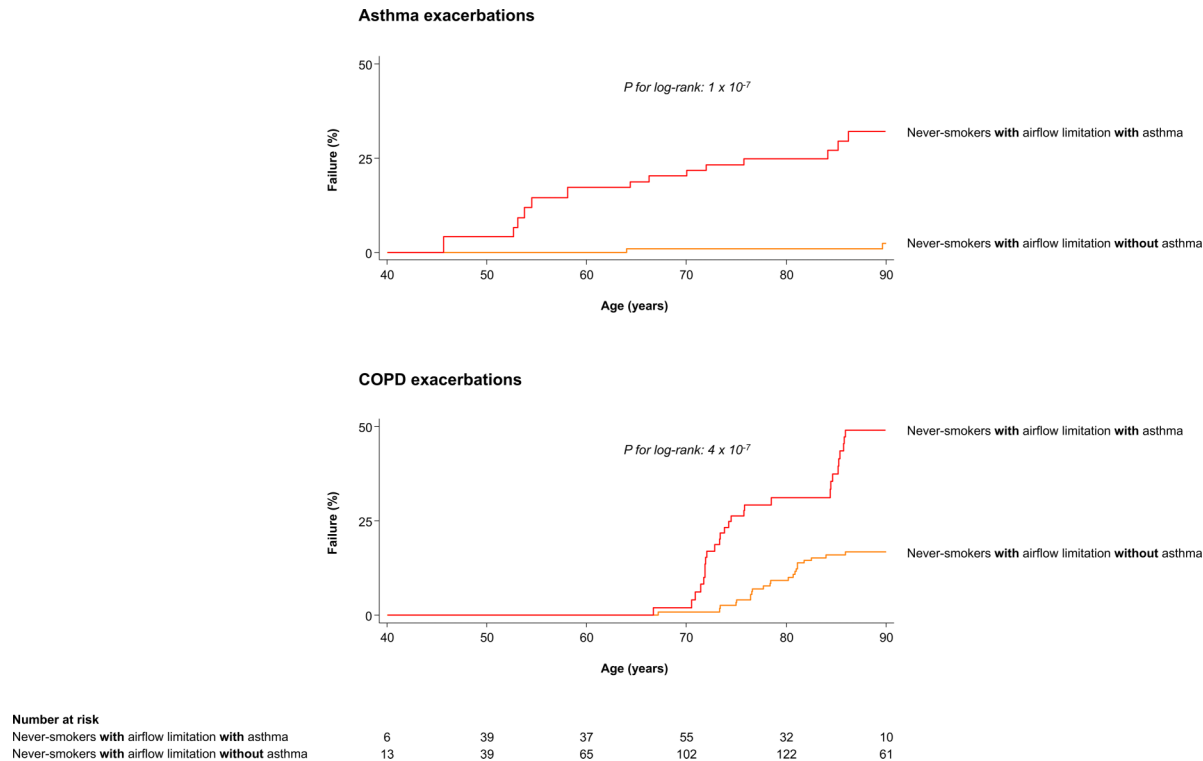 Asthma exacerbations
50
P for log-rank: 1 x 10-7
Never-smokers with airflow limitation with asthma
Failure (%)
25
Never-smokers with airflow limitation without asthma
0
40 50 60 70 80 90
Age (years)
COPD exacerbations
50
Never-smokers with airflow limitation with asthma
P for log-rank: 4 x 10-7
Failure (%)
25
Never-smokers with airflow limitation without asthma
0
40 50 60 70 80 90
Age (years)
Number at risk
Never-smokers with airflow limitation with asthma 6 39 37 55 32 10
Never-smokers with airflow limitation without asthma 13 39 65 102 122 61